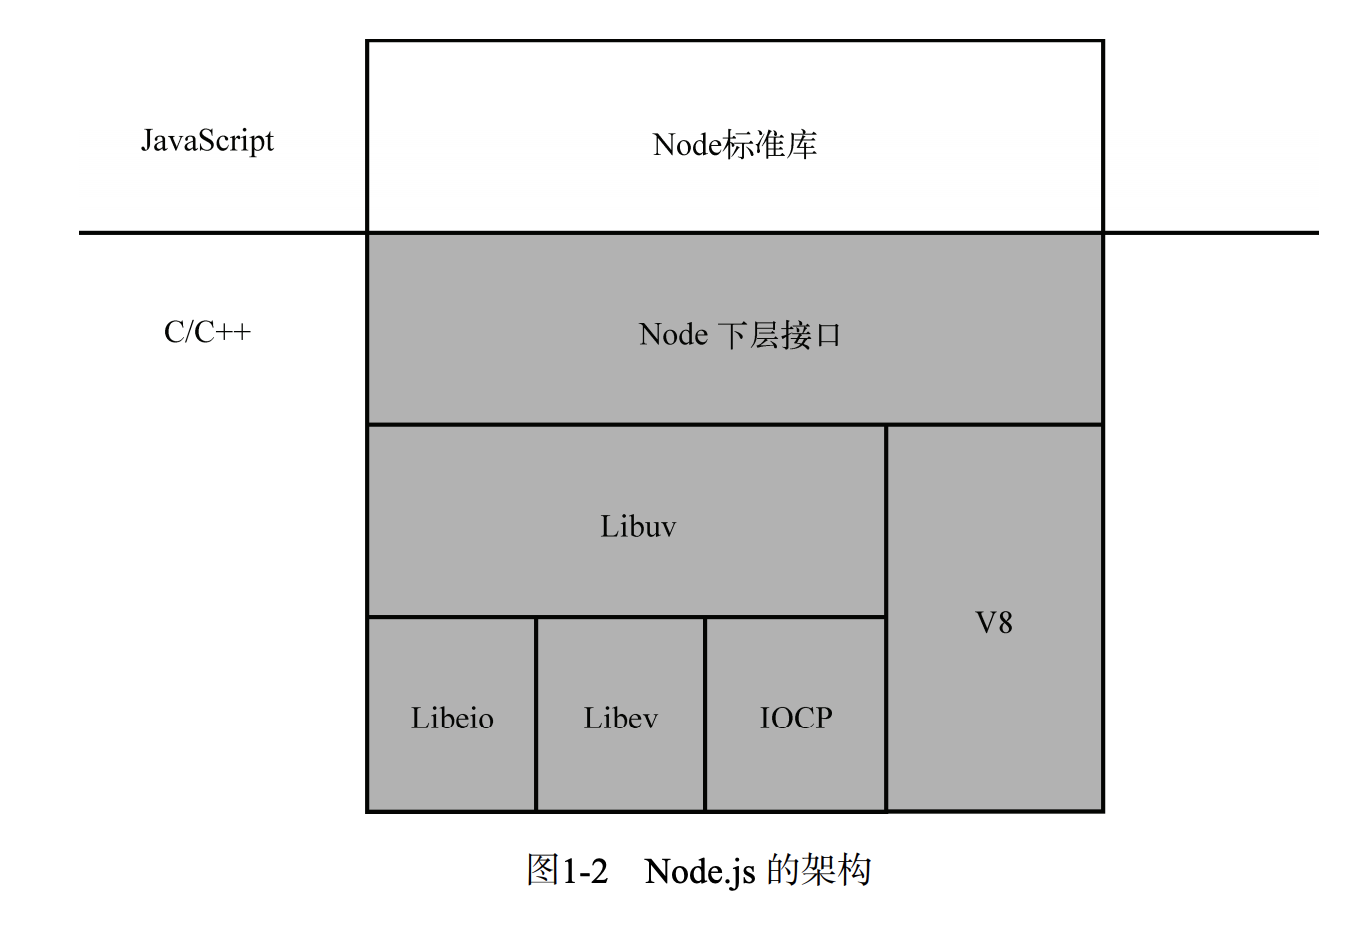 JavaScript
Node标准库
C/C++
Node 下层接口
Libuv
V8
Libeio
Libev
IOCP
图1-2 Node.js 的架构